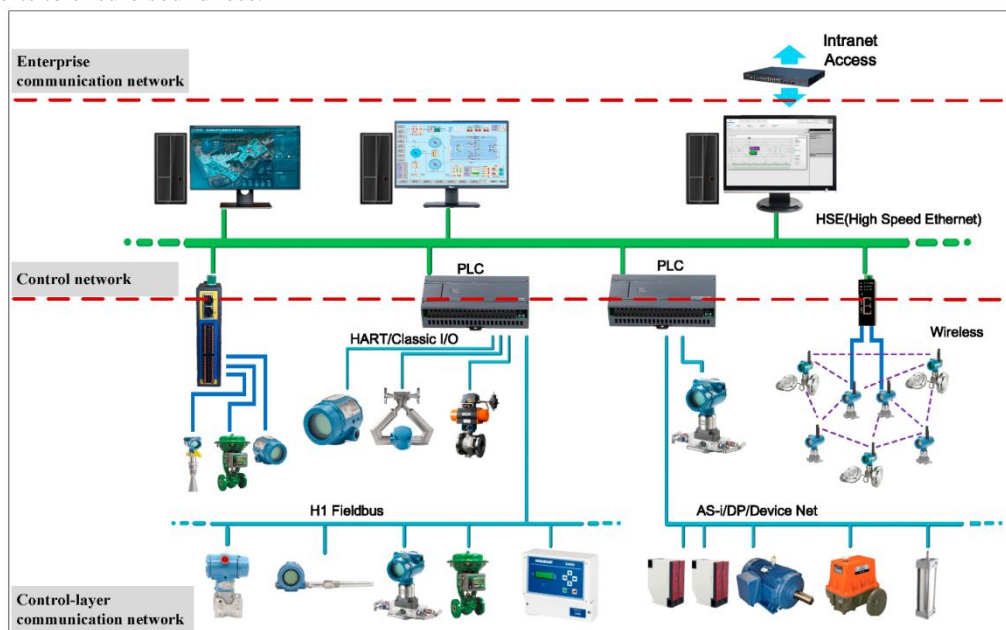 Enterprise
communication network
Intranet
Access
HSE(High Speed Ethernet)
Control network
PLC
PLC
HART/Classic I/O
Wireless
H1 Fieldbus
AS-i/DP/Device Net
Control-layer
communication network